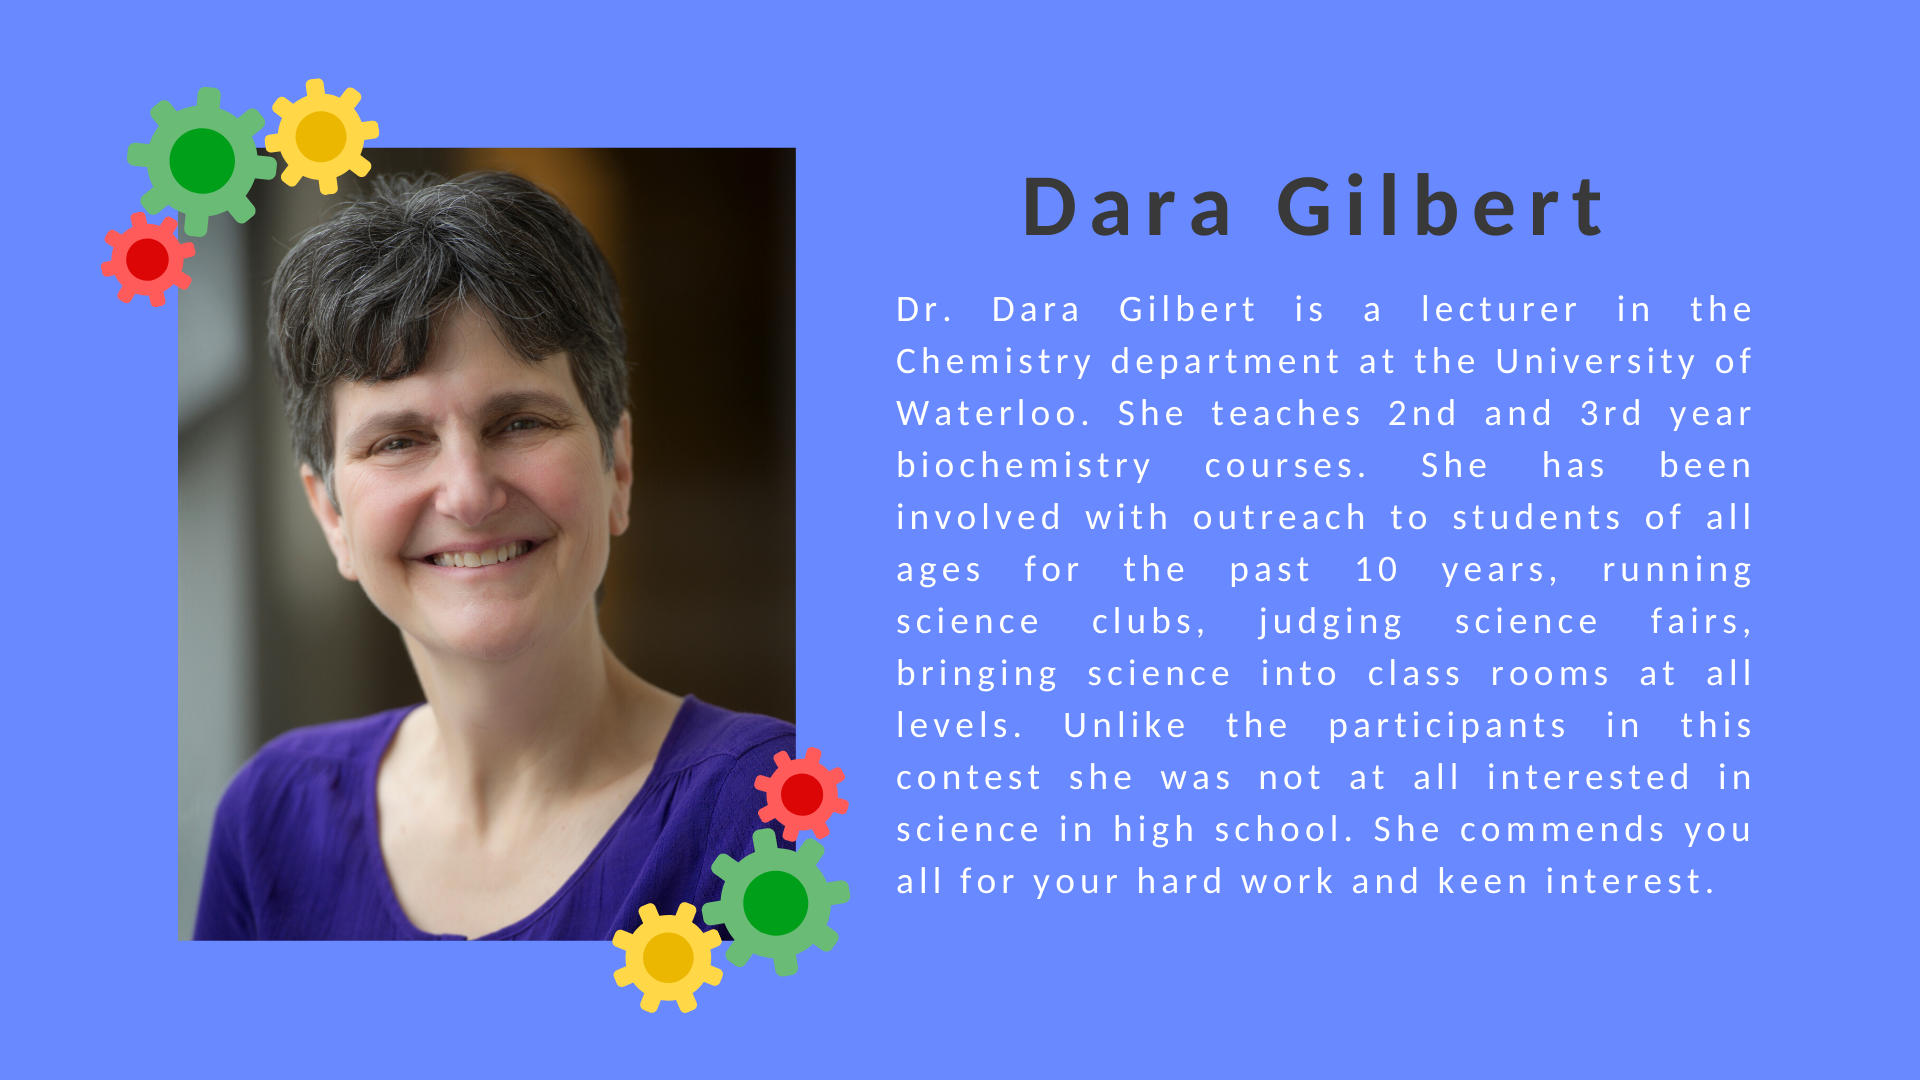 Dara Gilbert
Dr. Dara Gilbert is a lecturer in the
Chemistry department at the University of
Waterloo. She teaches 2nd and 3rd year
biochemistry courses. She has been
involved with outreach to students of all
ages for the past 10 years, running
science clubs, judging science fairs,
bringing science into class rooms at all
levels. Unlike the participants in this
contest she was not at all interested in
science in high school. She commends you
all for your hard work and keen interest.